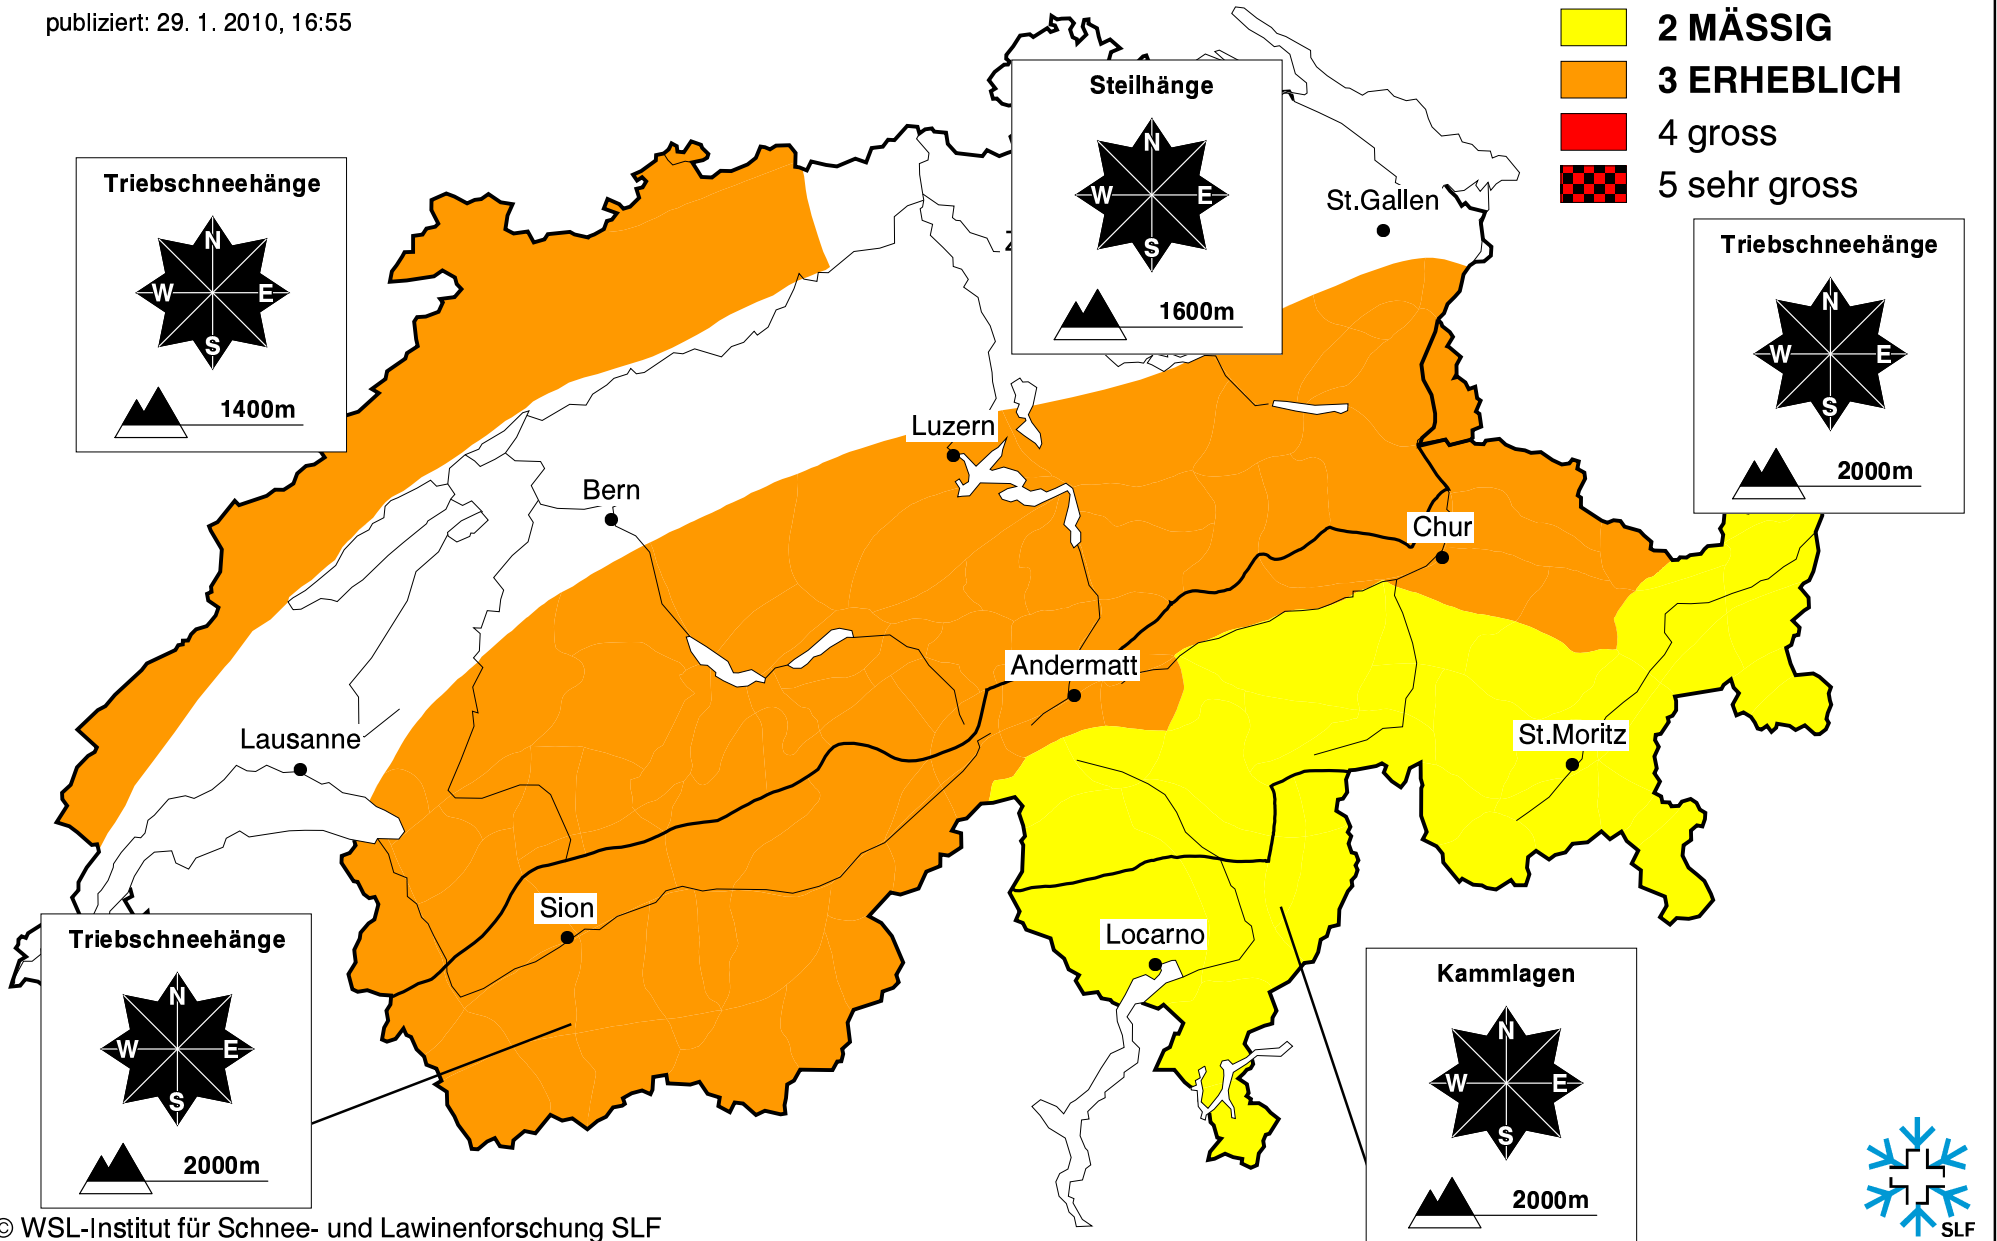 publiziert: 29. 1. 2010, 16:55
2 MÄSSIG
3 ERHEBLICH
4 gross
5 sehr gross
Steilhänge
N
W E
S
1600m
Triebschneehänge
N
W E
S
1400m
St.Gallen
Triebschneehänge
N
W E
S
2000m
Luzern
Bern
Chur
Andermatt
Lausanne
St.Moritz
Sion
Locarno
Triebschneehänge
N
W E
S
2000m
Kammlagen
N
W E
S
2000m
© WSL-Institut für Schnee- und Lawinenforschung SLF
SLF